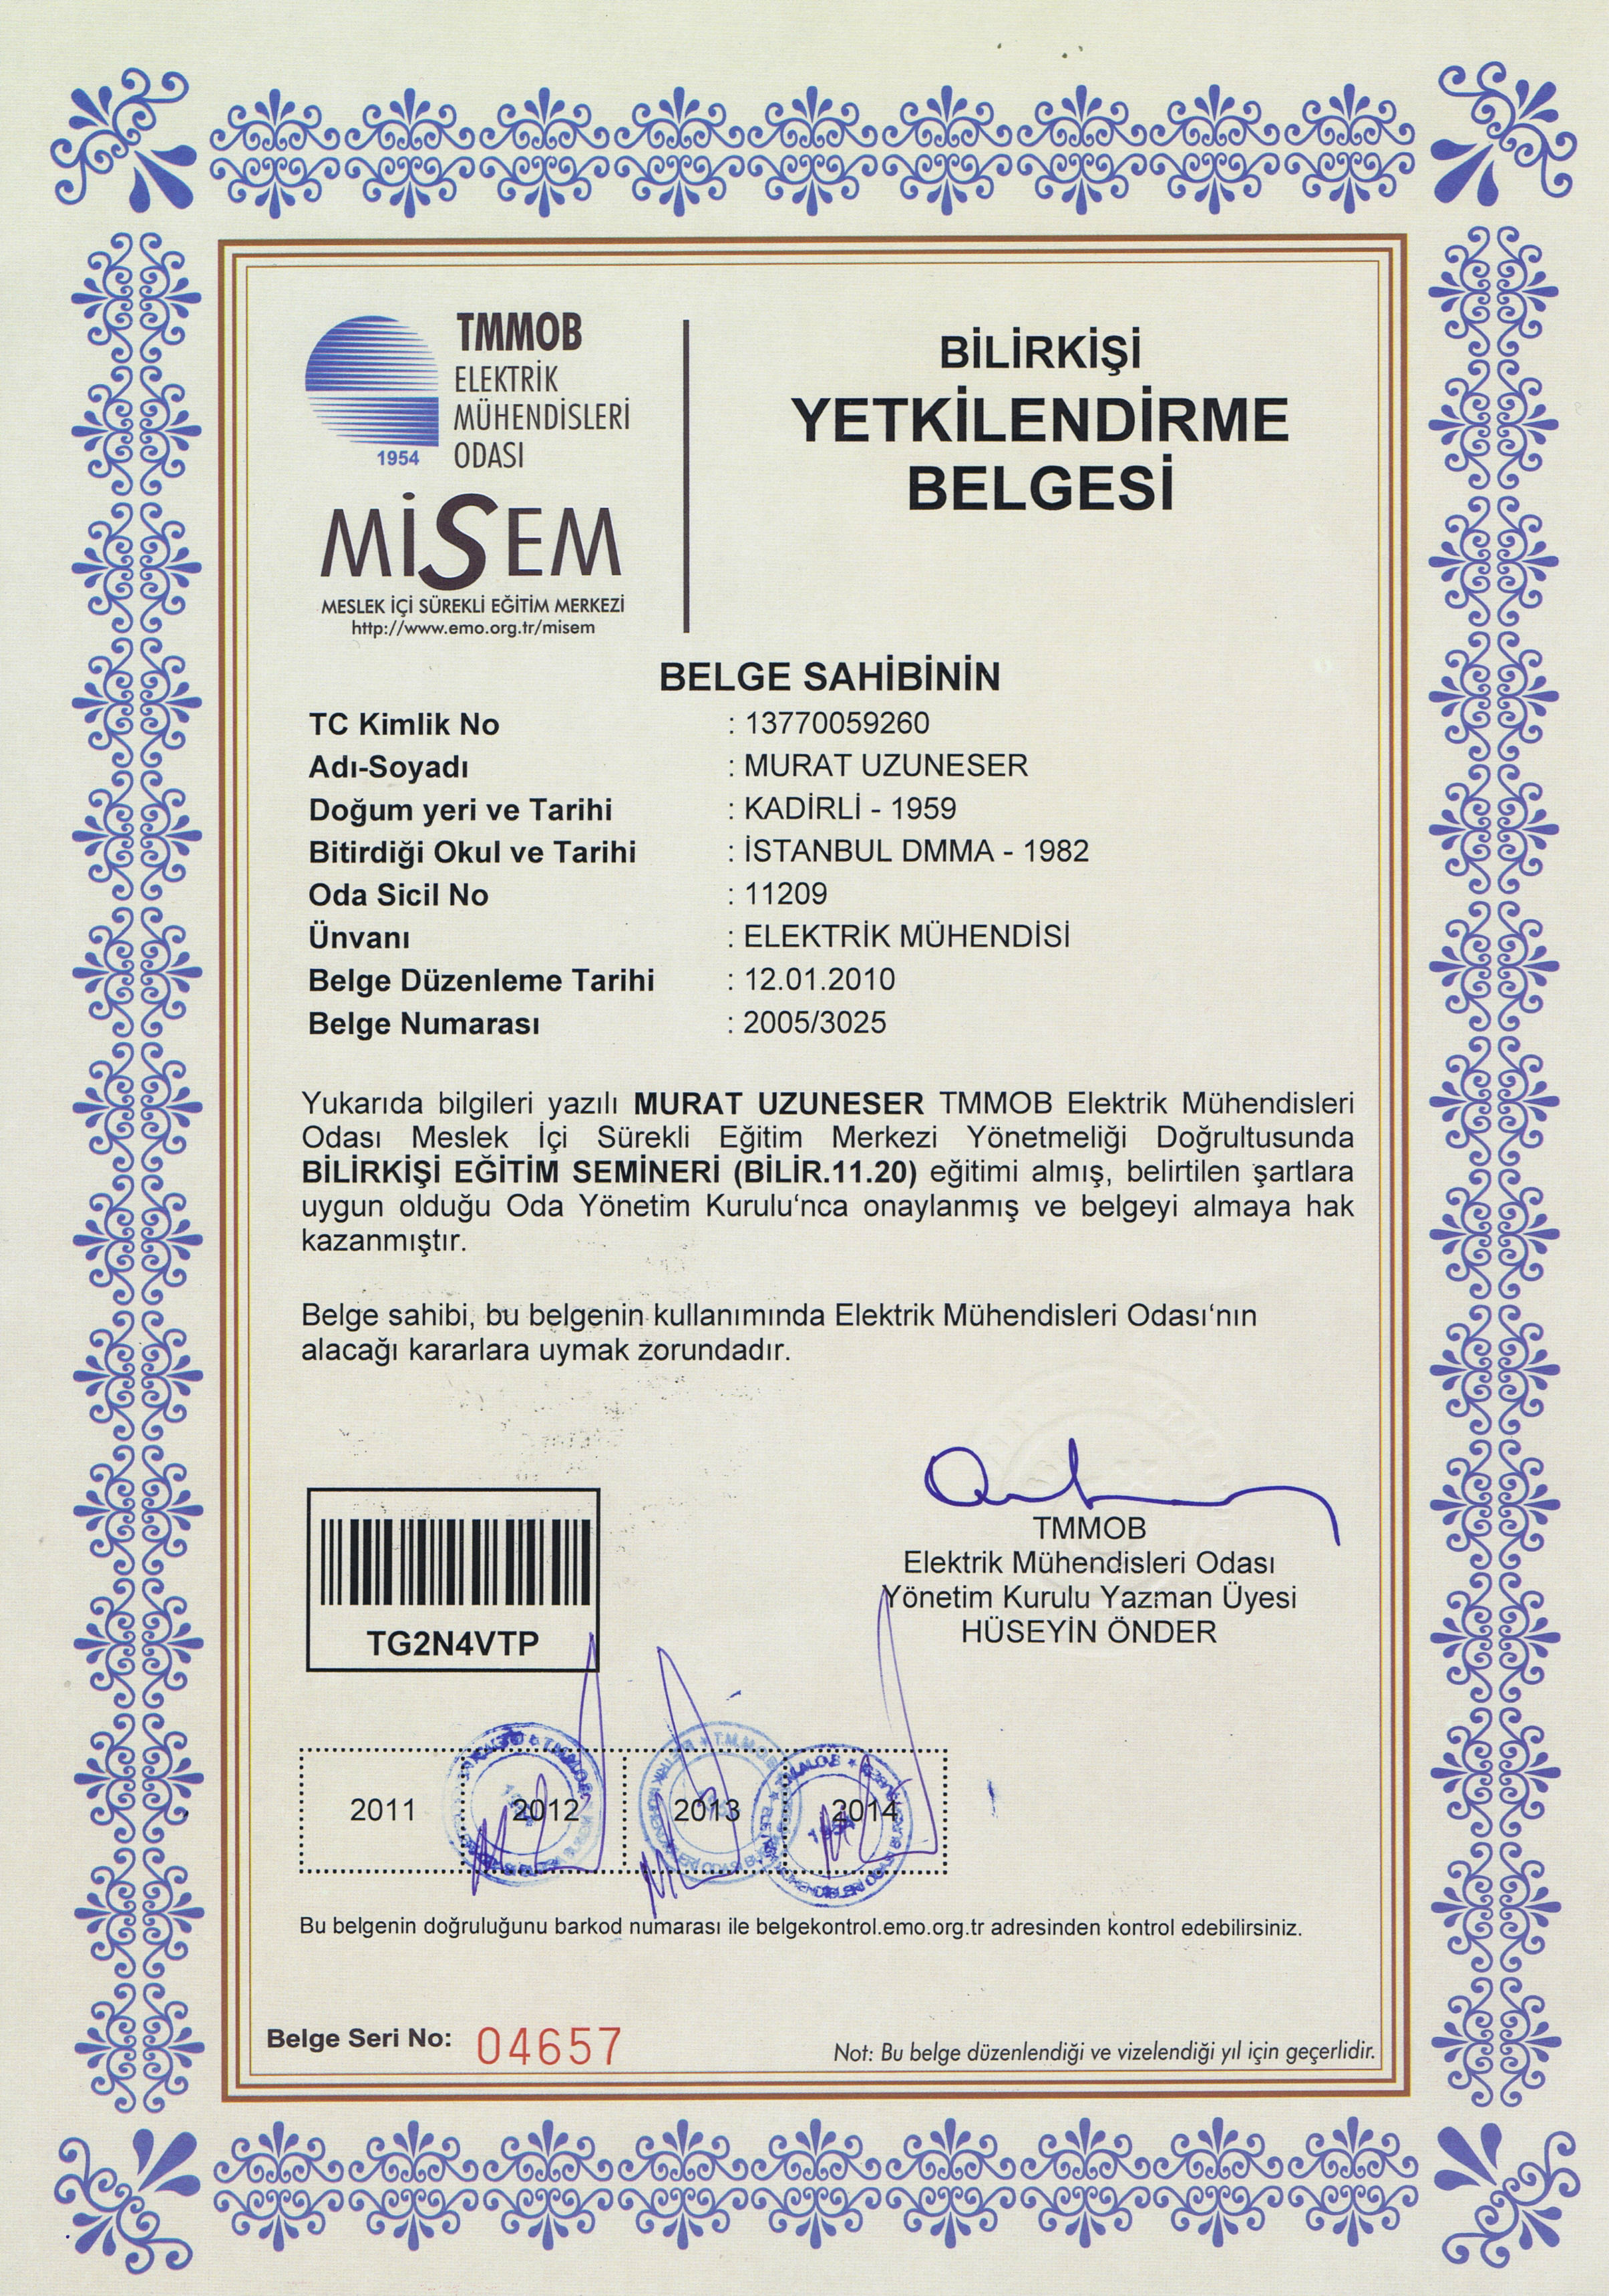 TMMOB
ELEKTRİK
MÜHENDİSLERİ
ODASI
1954
MİSEM
MESLEK İÇİ SÜREKLİ EĞİTİM MERKEZİ
http://www.emo.org.tr/misem
BİLİRKİŞİ
YETKİLENDİRME
BELGESİ
BELGE SAHİBİNİN
TC Kimlik No : 13770059260
Adı-Soyadı : MURAT UZUNESER
Doğum yeri ve Tarihi : KADİRLİ - 1959
Bitirdiği Okul ve Tarihi : İSTANBUL DMMA - 1982
Oda Sicil No : 11209
Ünvanı : ELEKTRİK MÜHENDİSİ
Belge Düzenleme Tarihi : 12.01.2010
Belge Numarası : 2005/3025
Yukarıda bilgileri yazılı MURAT UZUNESER TMMOB Elektrik Mühendisleri
Odası Meslek İçi Sürekli Eğitim Merkezi Yönetmeliği Doğrultusunda
BİLİRKİŞİ EĞİTİM SEMİNERİ (BİLİR.11.20) eğitimi almış, belirtilen şartlara
uygun olduğu Oda Yönetim Kurulu‘nca onaylanmış ve belgeyi almaya hak
kazanmıştır.
Belge sahibi, bu belgenin kullanımında Elektrik Mühendisleri Odası‘nın
alacağı kararlara uymak zorundadır.
TMMOB
Elektrik Mühendisleri Odası
Yönetim Kurulu Yazman Üyesi
HÜSEYİN ÖNDER
TG2N4VTP
2011 2012 2013 2014
Bu belgenin doğruluğunu barkod numarası ile belgekontrol.emo.org.tr adresinden kontrol edebilirsiniz.
Belge Seri No: 04657
Not: Bu belge düzenlendiği ve vizelendiği yıl için geçerlidir.